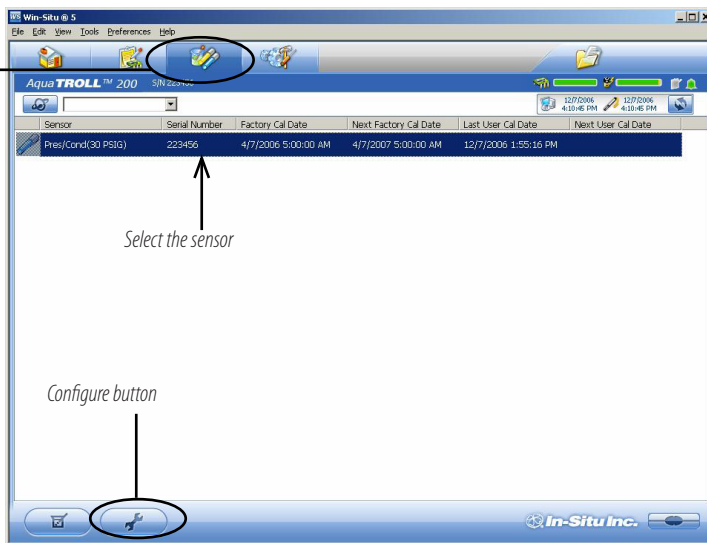 Win-Situ ® 5
File Edit View Tools Preferences Help
AquaTROLL™ 200 S/N 223456
12/7/2006 4:10:45 PM 12/7/2006 4:10:45 PM
Sensor Serial Number Factory Cal Date Next Factory Cal Date Last User Cal Date Next User Cal Date
Pres/Cond(30 PSIG) 223456 4/7/2006 5:00:00 AM 4/7/2007 5:00:00 AM 12/7/2006 1:55:16 PM
Select the sensor
Configure button
In-Situ Inc.